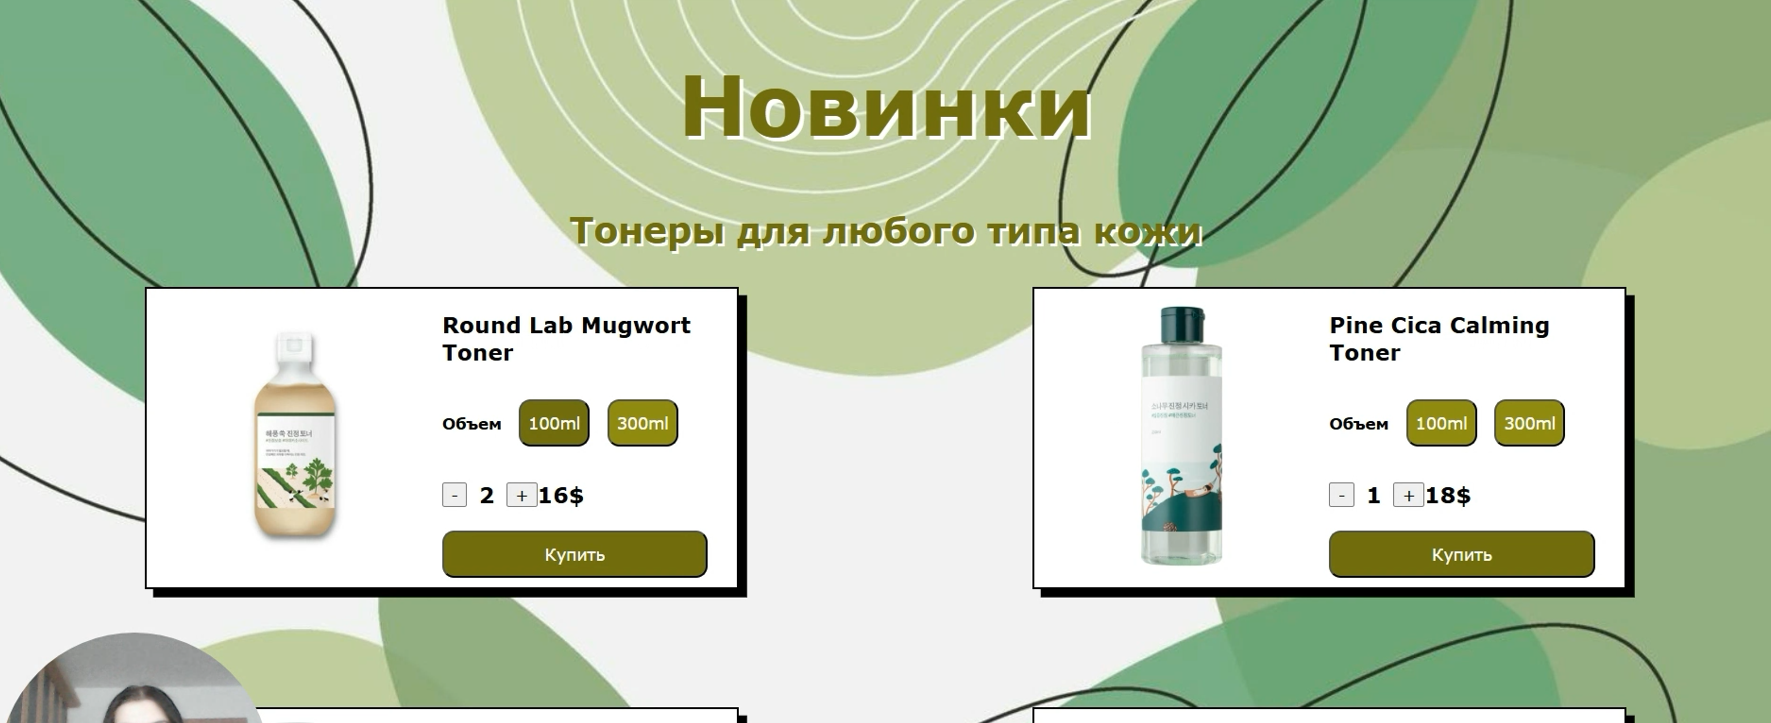 Новинки
Тонеры для любого типа кожи
Round Lab Mugwort
Toner
Объем 100ml 300ml
- 2 + 16$
Купить
Pine Cica Calming
Toner
Объем 100ml 300ml
- 1 + 18$
Купить